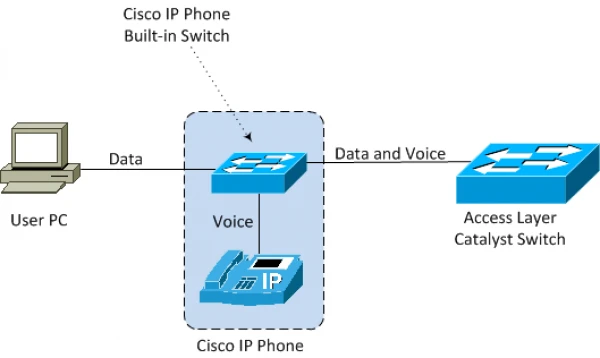 Cisco IP Phone
Built-in Switch
Data
Data and Voice
User PC
Voice
Access Layer
Catalyst Switch
IP
Cisco IP Phone